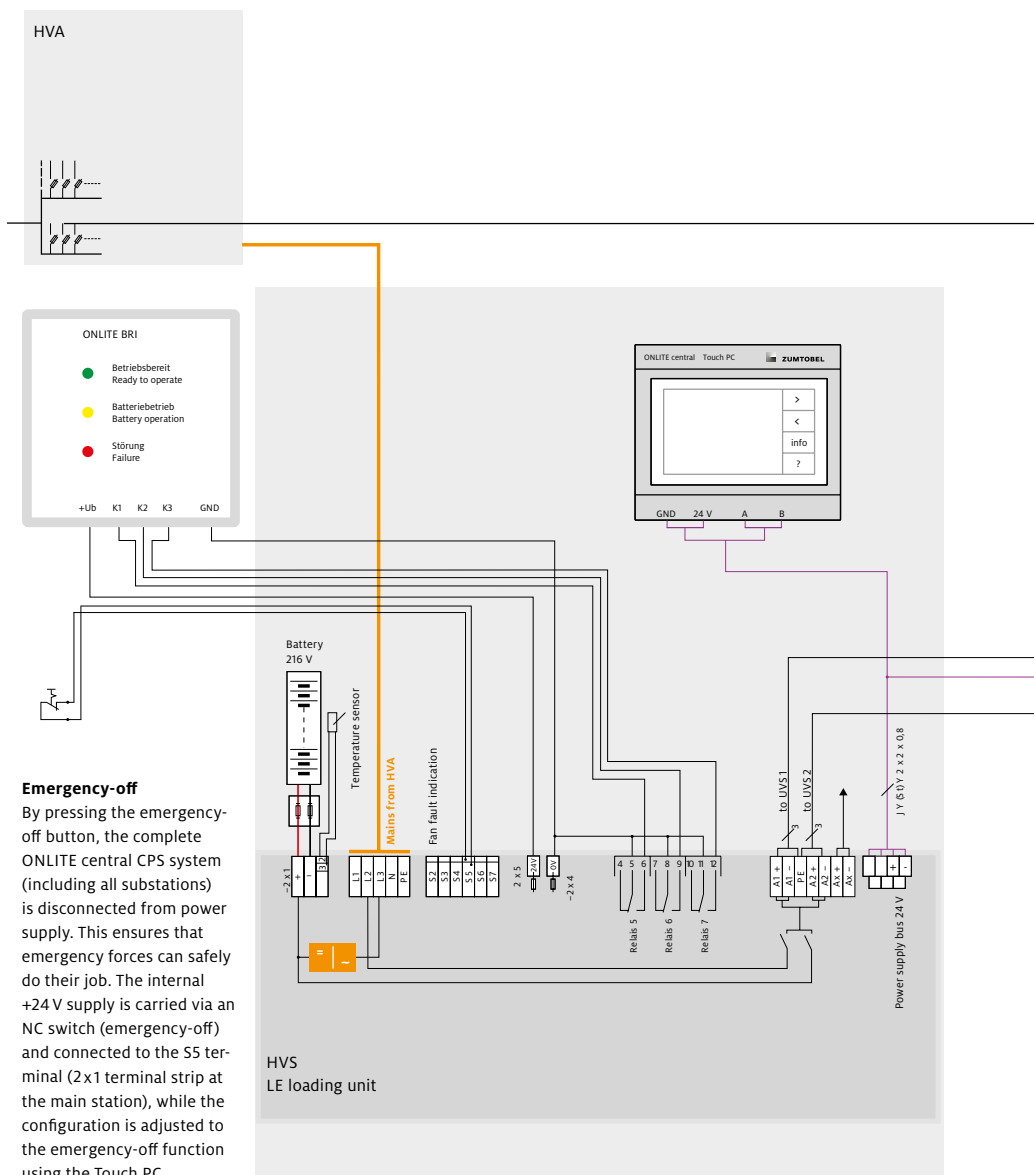 HVA
ONLITE BRI
Betriebsbereit
Ready to operate
Batteriebetrieb
Battery operation
Störung
Failure
+Ub K1 K2 K3 GND
ONLITE central Touch PC ZUMTOBEL
>
<
info
?
GND 24 V A B
Battery
216 V
Temperature sensor
Mains from HVA
Fan fault indication
to UVS 1
to UVS 2
J Y (St) Y 2 x 2 x 0,8
3
3
~2 x 1
+
−
3 2
L1
L2
L3
N
PE
S2
S3
S4
S5
S6
S7
2 x 5
-24V
-0V
~2 x 4
4 5 6 7 8 9 10 11 12
Relais 5
Relais 6
Relais 7
A1 +
A1 −
PE
A2 +
A2 −
Ax +
Ax −
+ -
Power supply bus 24 V
=
~
HVS
LE loading unit
Emergency-off
By pressing the emergency-
off button, the complete
ONLITE central CPS system
(including all substations)
is disconnected from power
supply. This ensures that
emergency forces can safely
do their job. The internal
+24 V supply is carried via an
NC switch (emergency-off)
and connected to the S5 ter-
minal (2x1 terminal strip at
the main station), while the
configuration is adjusted to
the emergency-off function
using the Touch PC